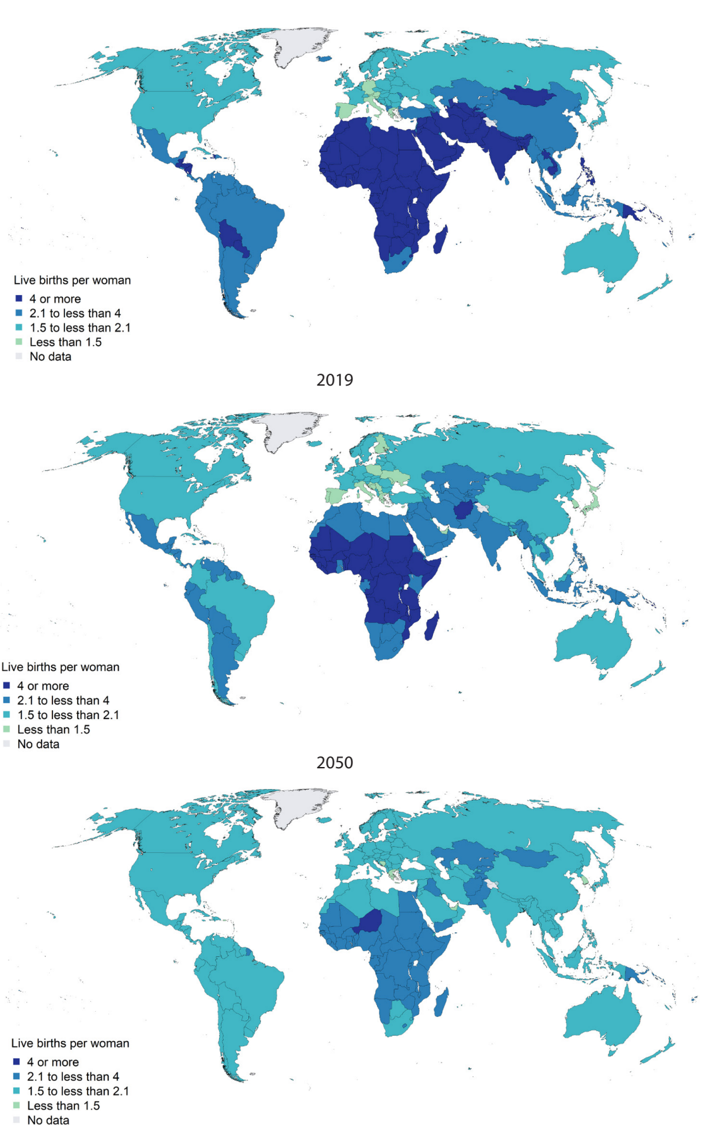 Live births per woman
4 or more
2.1 to less than 4
1.5 to less than 2.1
Less than 1.5
No data
2019
Live births per woman
4 or more
2.1 to less than 4
1.5 to less than 2.1
Less than 1.5
No data
2050
Live births per woman
4 or more
2.1 to less than 4
1.5 to less than 2.1
Less than 1.5
No data